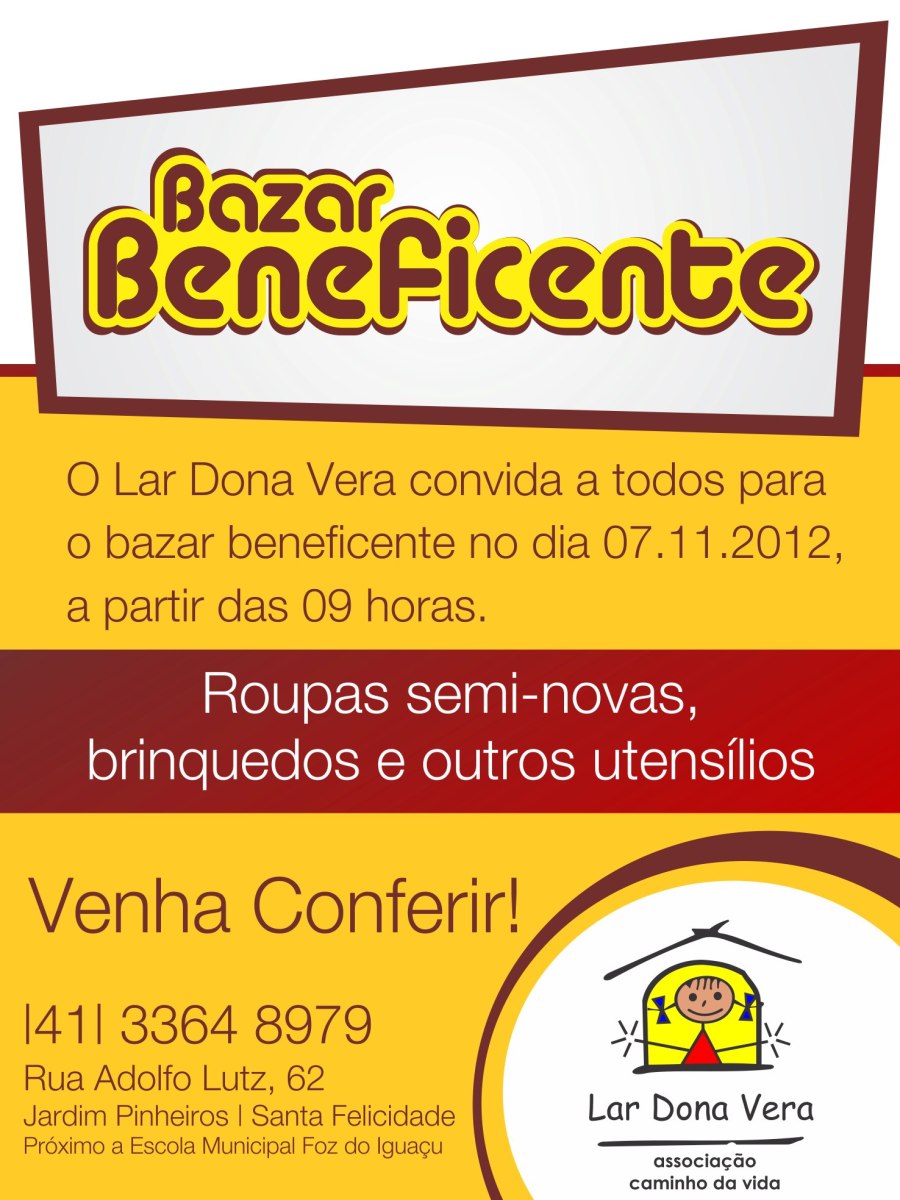 Bazar
Beneficente
O Lar Dona Vera convida a todos para
o bazar beneficente no dia 07.11.2012,
a partir das 09 horas.
Roupas semi-novas,
brinquedos e outros utensílios
Venha Conferir!
|41| 3364 8979
Rua Adolfo Lutz, 62
Jardim Pinheiros | Santa Felicidade
Próximo a Escola Municipal Foz do Iguaçu
Lar Dona Vera
associação
caminho da vida